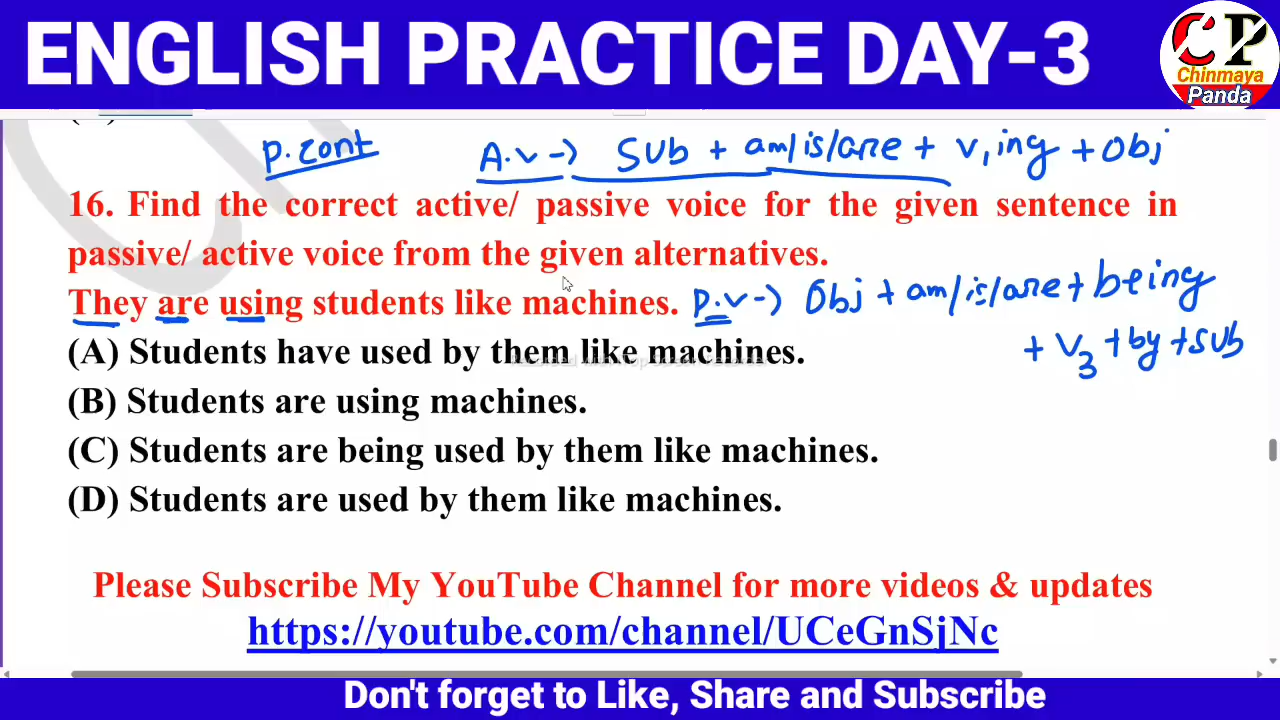 ENGLISH PRACTICE DAY-3
CP
Chinmaya
Panda
P. cont
A.V → Sub + am/is/are + V1 ing + Obj
16. Find the correct active/ passive voice for the given sentence in
passive/ active voice from the given alternatives.
They are using students like machines.
P.V → Obj + am/is/are + being
+ V3 + by + sub
(A) Students have used by them like machines.
(B) Students are using machines.
(C) Students are being used by them like machines.
(D) Students are used by them like machines.
Please Subscribe My YouTube Channel for more videos & updates
https://youtube.com/channel/UCeGnSjNc
Don't forget to Like, Share and Subscribe